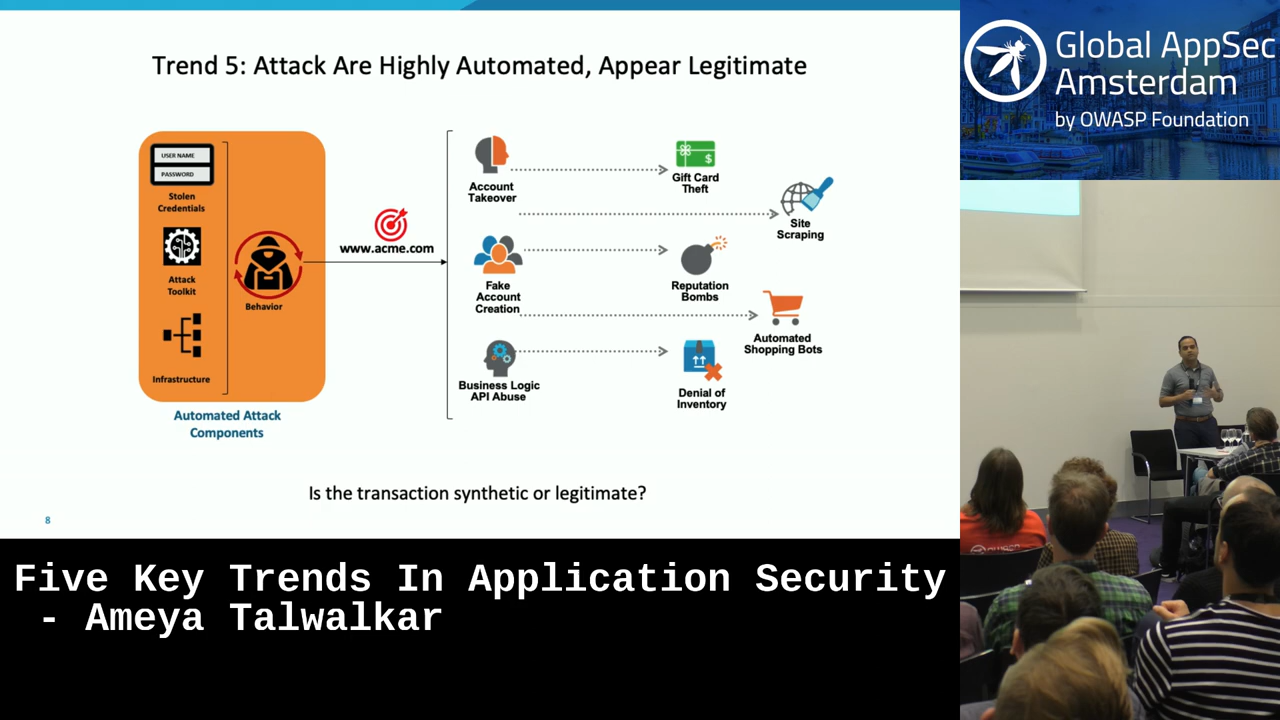 Trend 5: Attack Are Highly Automated, Appear Legitimate
USER NAME
PASSWORD
Stolen
Credentials
Attack
Toolkit
Infrastructure
Behavior
Automated Attack
Components
www.acme.com
Account
Takeover
Gift Card
Theft
Site
Scraping
Fake
Account
Creation
Reputation
Bombs
Automated
Shopping Bots
Business Logic
API Abuse
Denial of
Inventory
Is the transaction synthetic or legitimate?
8
Global AppSec
Amsterdam
by OWASP Foundation
OWASP
Five Key Trends In Application Security
- Ameya Talwalkar